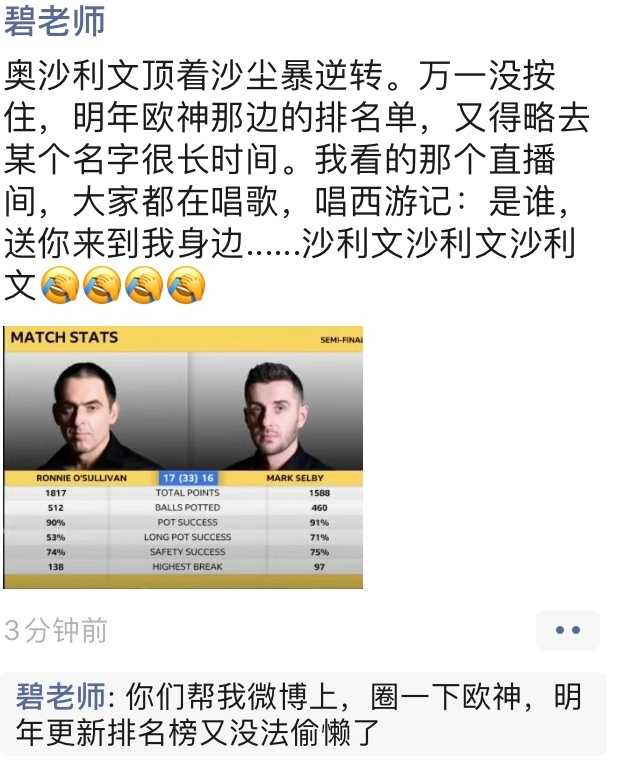 碧老师
奥沙利文顶着沙尘暴逆转。万一没按
住，明年欧神那边的排名单，又得略去
某个名字很长时间。我看的那个直播
间，大家都在唱歌，唱西游记：是谁，
送你来到我身边......沙利文沙利文沙利
文🤣🤣🤣🤣
MATCH STATS
SEMI-FINAL
RONNIE O'SULLIVAN 17 (33) 16 MARK SELBY
1817 TOTAL POINTS 1588
512 BALLS POTTED 460
90% POT SUCCESS 91%
53% LONG POT SUCCESS 71%
74% SAFETY SUCCESS 75%
138 HIGHEST BREAK 97
3分钟前
碧老师: 你们帮我微博上，圈一下欧神，明
年更新排名榜又没法偷懒了